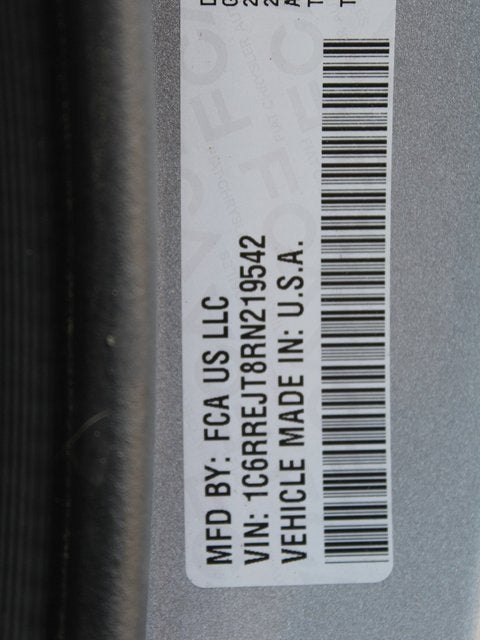 MFD BY: FCA US LLC
VIN: 1C6RREJT8RN219542
VEHICLE MADE IN: U.S.A.